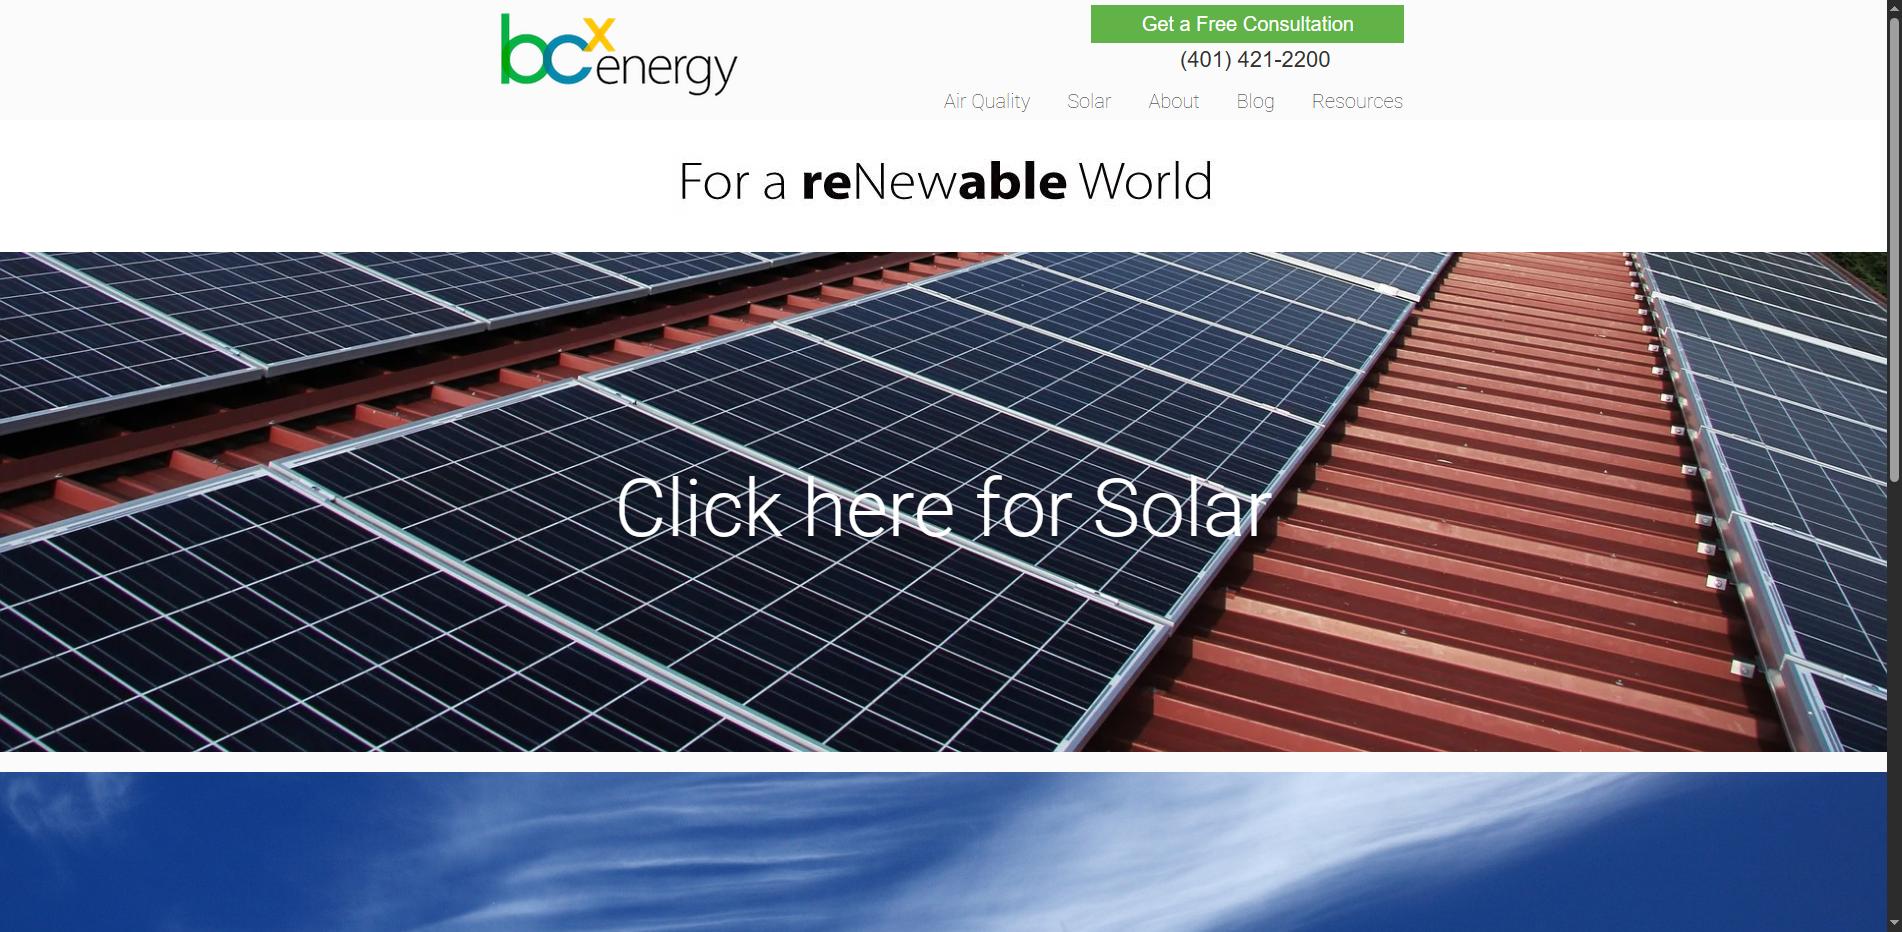 bcx energy
Get a Free Consultation
(401) 421-2200
Air Quality Solar About Blog Resources
For a reNewable World
Click here for Solar